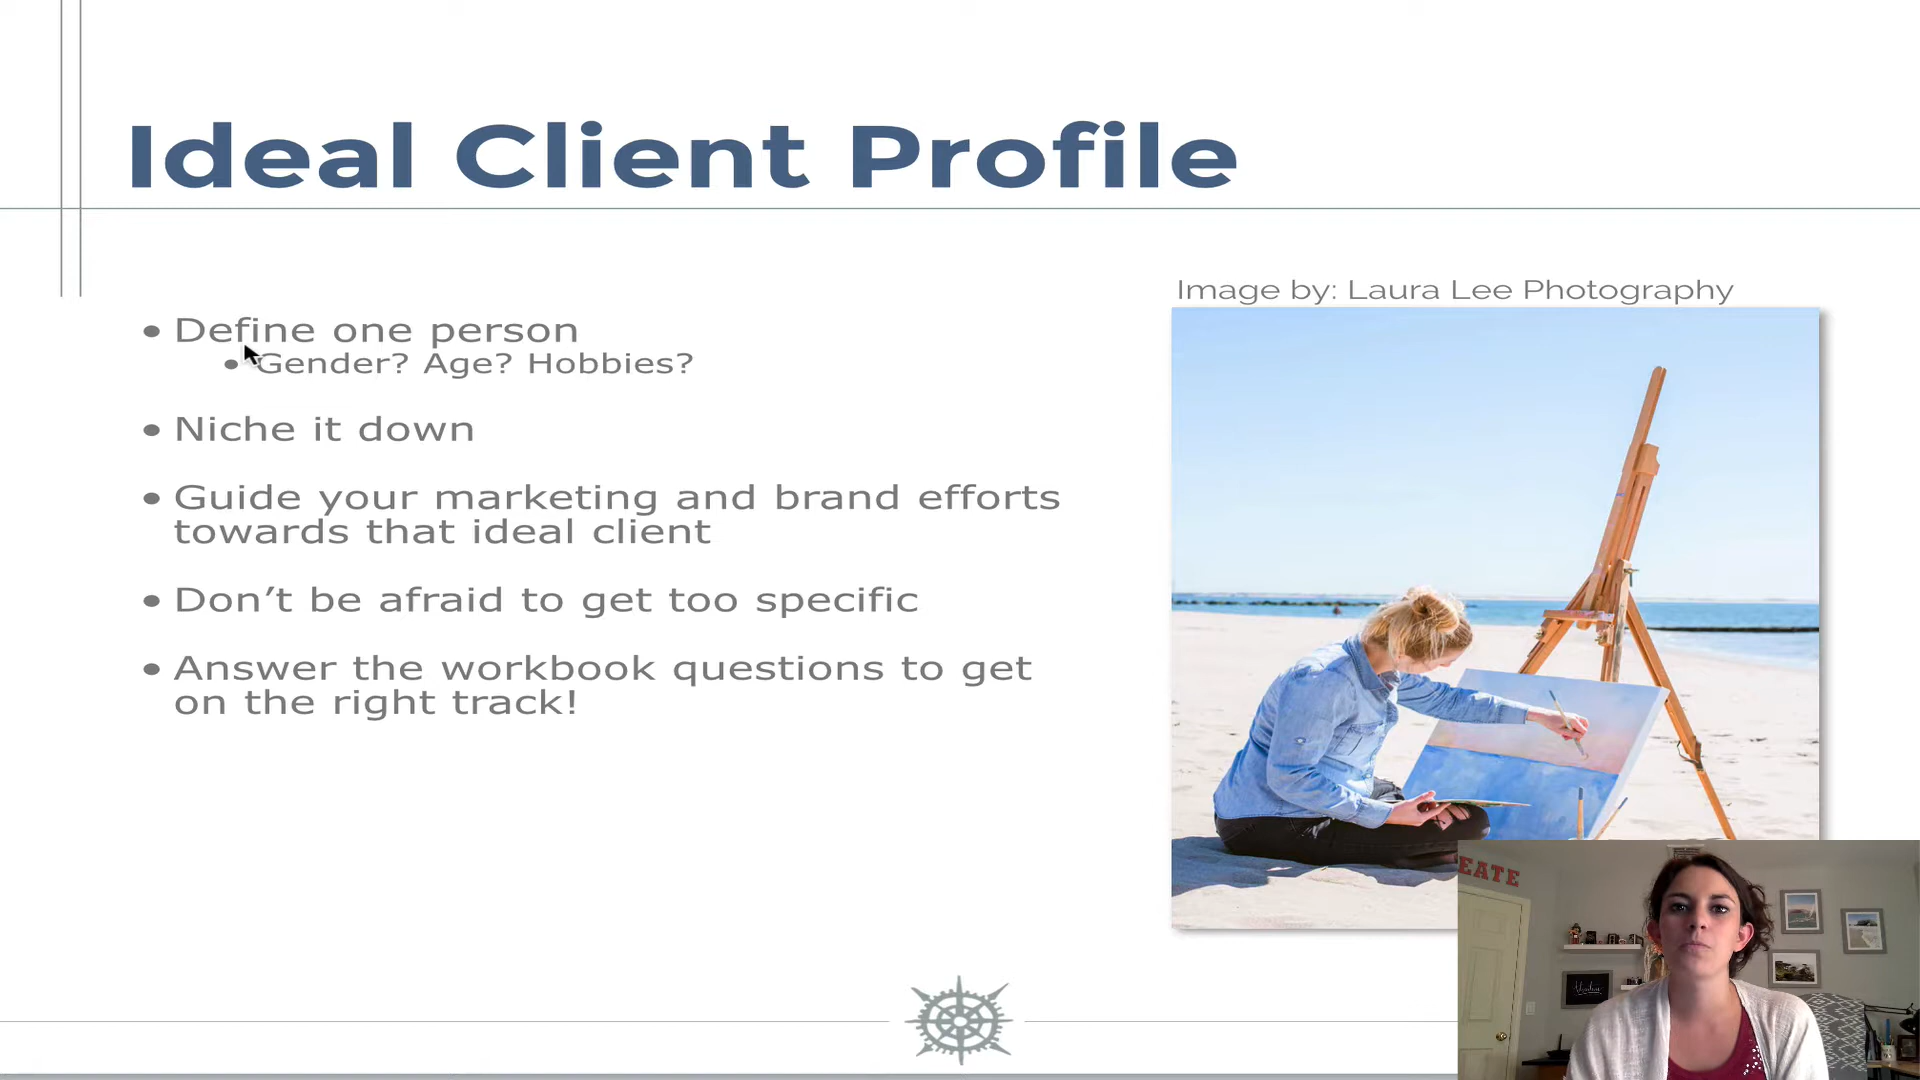 Ideal Client Profile
Image by: Laura Lee Photography
• Define one person
• Gender? Age? Hobbies?
• Niche it down
• Guide your marketing and brand efforts
towards that ideal client
• Don’t be afraid to get too specific
• Answer the workbook questions to get
on the right track!
EATE